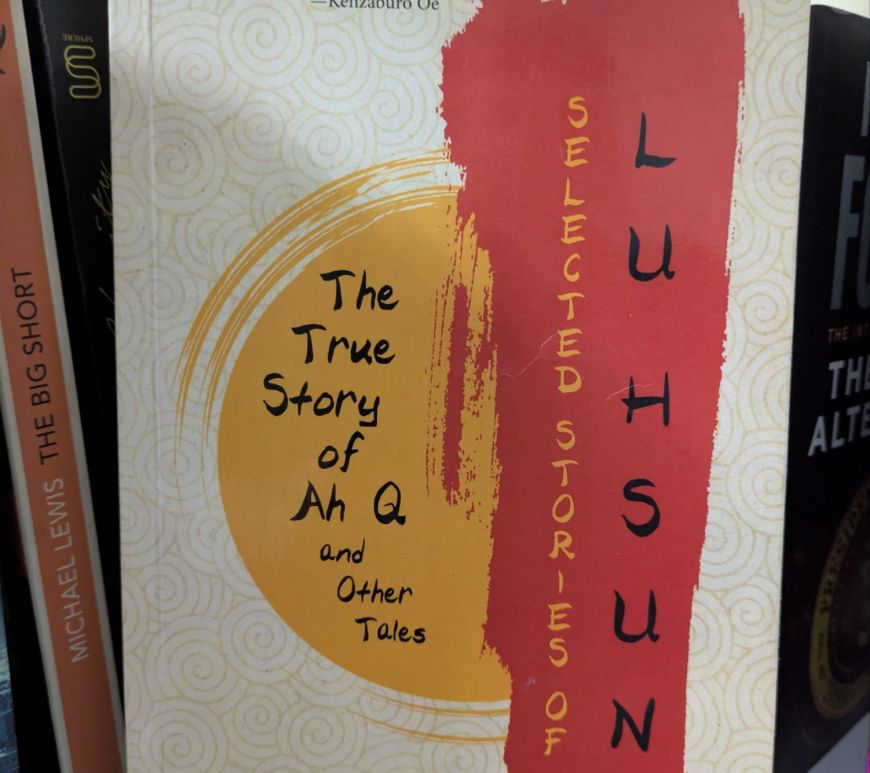 —Kenzaburo Oe
The
True
Story
of
Ah Q
and
Other
Tales
SELECTED STORIES OF
LU HSUN
MICHAEL LEWIS THE BIG SHORT
SPHERE
THE